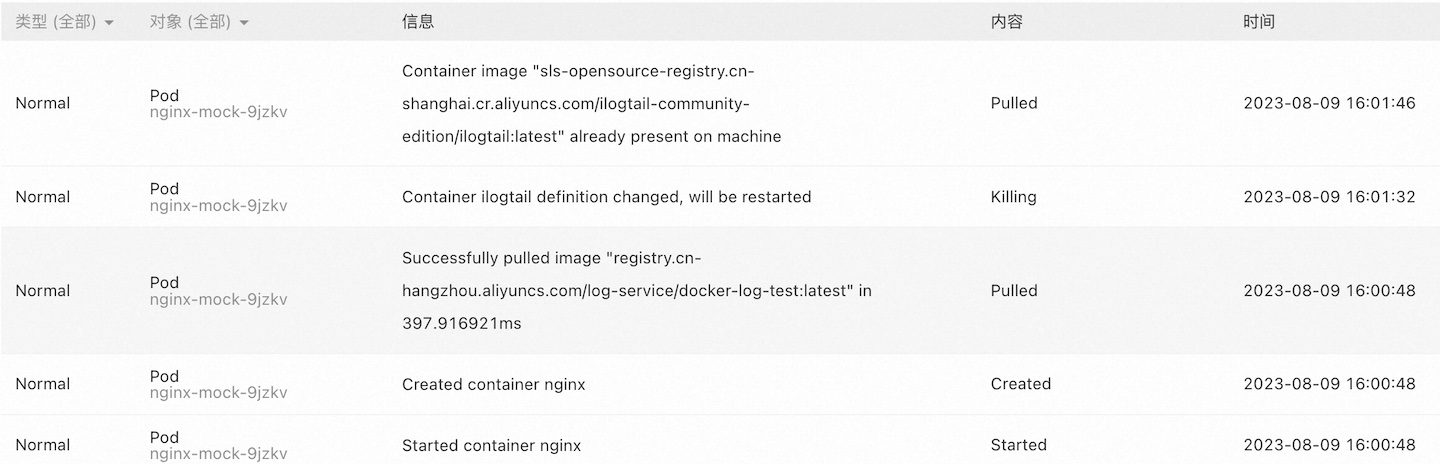 类型 (全部) 对象 (全部) 信息 内容 时间
Container image "sls-opensource-registry.cn-
Normal Pod shanghai.cr.aliyuncs.com/ilogtail-community- Pulled 2023-08-09 16:01:46
nginx-mock-9jzkv
edition/ilogtail:latest" already present on machine
Normal Pod Container ilogtail definition changed, will be restarted Killing 2023-08-09 16:01:32
nginx-mock-9jzkv
Successfully pulled image "registry.cn-
Normal Pod hangzhou.aliyuncs.com/log-service/docker-log-test:latest" in Pulled 2023-08-09 16:00:48
nginx-mock-9jzkv
397.916921ms
Normal Pod Created container nginx Created 2023-08-09 16:00:48
nginx-mock-9jzkv
Normal Pod Started container nginx Started 2023-08-09 16:00:48
nginx-mock-9jzkv